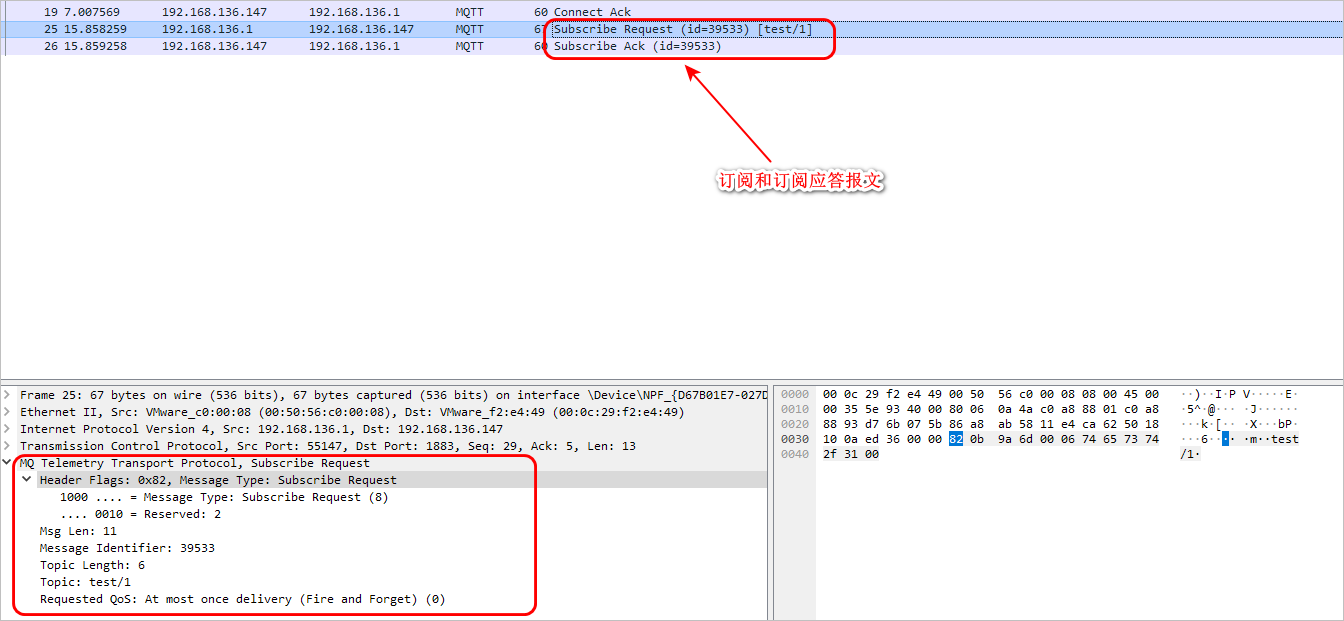 19 7.007569 192.168.136.147 192.168.136.1 MQTT 60 Connect Ack
25 15.858259 192.168.136.1 192.168.136.147 MQTT 67 Subscribe Request (id=39533) [test/1]
26 15.859258 192.168.136.147 192.168.136.1 MQTT 60 Subscribe Ack (id=39533)
订阅和订阅应答报文
Frame 25: 67 bytes on wire (536 bits), 67 bytes captured (536 bits) on interface \Device\NPF_{D67B01E7-027D
Ethernet II, Src: VMware_c0:00:08 (00:50:56:c0:00:08), Dst: VMware_f2:e4:49 (00:0c:29:f2:e4:49)
Internet Protocol Version 4, Src: 192.168.136.1, Dst: 192.168.136.147
Transmission Control Protocol, Src Port: 55147, Dst Port: 1883, Seq: 29, Ack: 5, Len: 13
MQ Telemetry Transport Protocol, Subscribe Request
Header Flags: 0x82, Message Type: Subscribe Request
1000 .... = Message Type: Subscribe Request (8)
.... 0010 = Reserved: 2
Msg Len: 11
Message Identifier: 39533
Topic Length: 6
Topic: test/1
Requested QoS: At most once delivery (Fire and Forget) (0)
0000 00 0c 29 f2 e4 49 00 50 56 c0 00 08 08 00 45 00 ··)··I·P V·····E·
0010 00 35 5e 93 40 00 80 06 0a 4a c0 a8 88 01 c0 a8 ·5^·@··· ·J······
0020 88 93 d7 6b 07 5b 86 a8 ab 58 11 e4 ca 62 50 18 ···k·[·· ·X···bP·
0030 10 0a ed 36 00 00 82 0b 9a 6d 00 06 74 65 73 74 ···6···· ·m··test
0040 2f 31 00 /1·